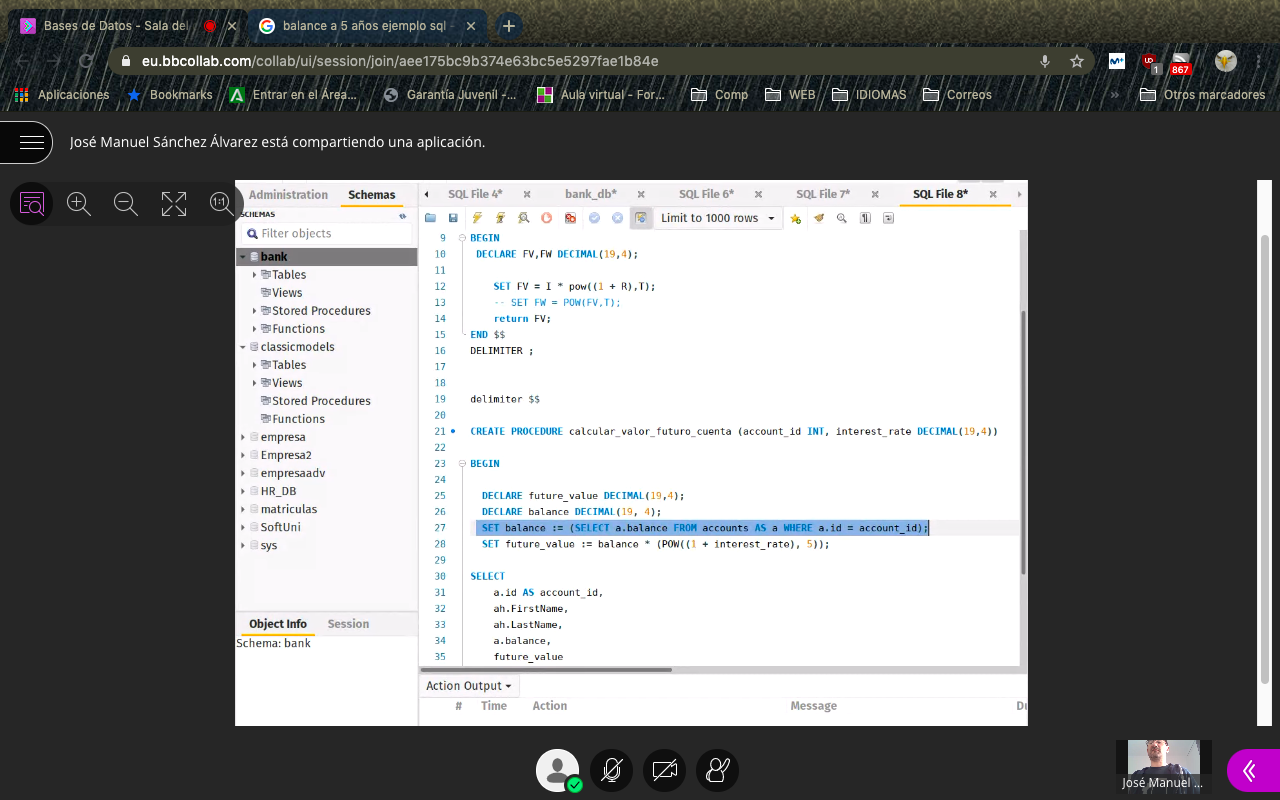 Bases de Datos - Sala del
balance a 5 años ejemplo sql -
eu.bbcollab.com/collab/ui/session/join/aee175bc9b374e63bc5e5297fae1b84e
1
867
Aplicaciones
Bookmarks
Entrar en el Área...
Garantía Juvenil -...
Aula virtual - For...
Comp
WEB
IDIOMAS
Correos
»
Otros marcadores
José Manuel Sánchez Álvarez está compartiendo una aplicación.
1:1
Administration
Schemas
SCHEMAS
Filter objects
bank
Tables
Views
Stored Procedures
Functions
classicmodels
Tables
Views
Stored Procedures
Functions
empresa
Empresa2
empresaadv
HR_DB
matriculas
SoftUni
sys
Object Info
Session
Schema: bank
SQL File 4*
bank_db*
SQL File 6*
SQL File 7*
SQL File 8*
Limit to 1000 rows
9 BEGIN
10 DECLARE FV,FW DECIMAL(19,4);
11
12 SET FV = I * pow((1 + R),T);
13 -- SET FW = POW(FV,T);
14 return FV;
15 END $$
16 DELIMITER ;
17
18
19 delimiter $$
20
21 CREATE PROCEDURE calcular_valor_futuro_cuenta (account_id INT, interest_rate DECIMAL(19,4))
22
23 BEGIN
24
25 DECLARE future_value DECIMAL(19,4);
26 DECLARE balance DECIMAL(19, 4);
27 SET balance := (SELECT a.balance FROM accounts AS a WHERE a.id = account_id);
28 SET future_value := balance * (POW((1 + interest_rate), 5));
29
30 SELECT
31 a.id AS account_id,
32 ah.FirstName,
33 ah.LastName,
34 a.balance,
35 future_value
Action Output
# Time Action Message Du
José Manuel ...